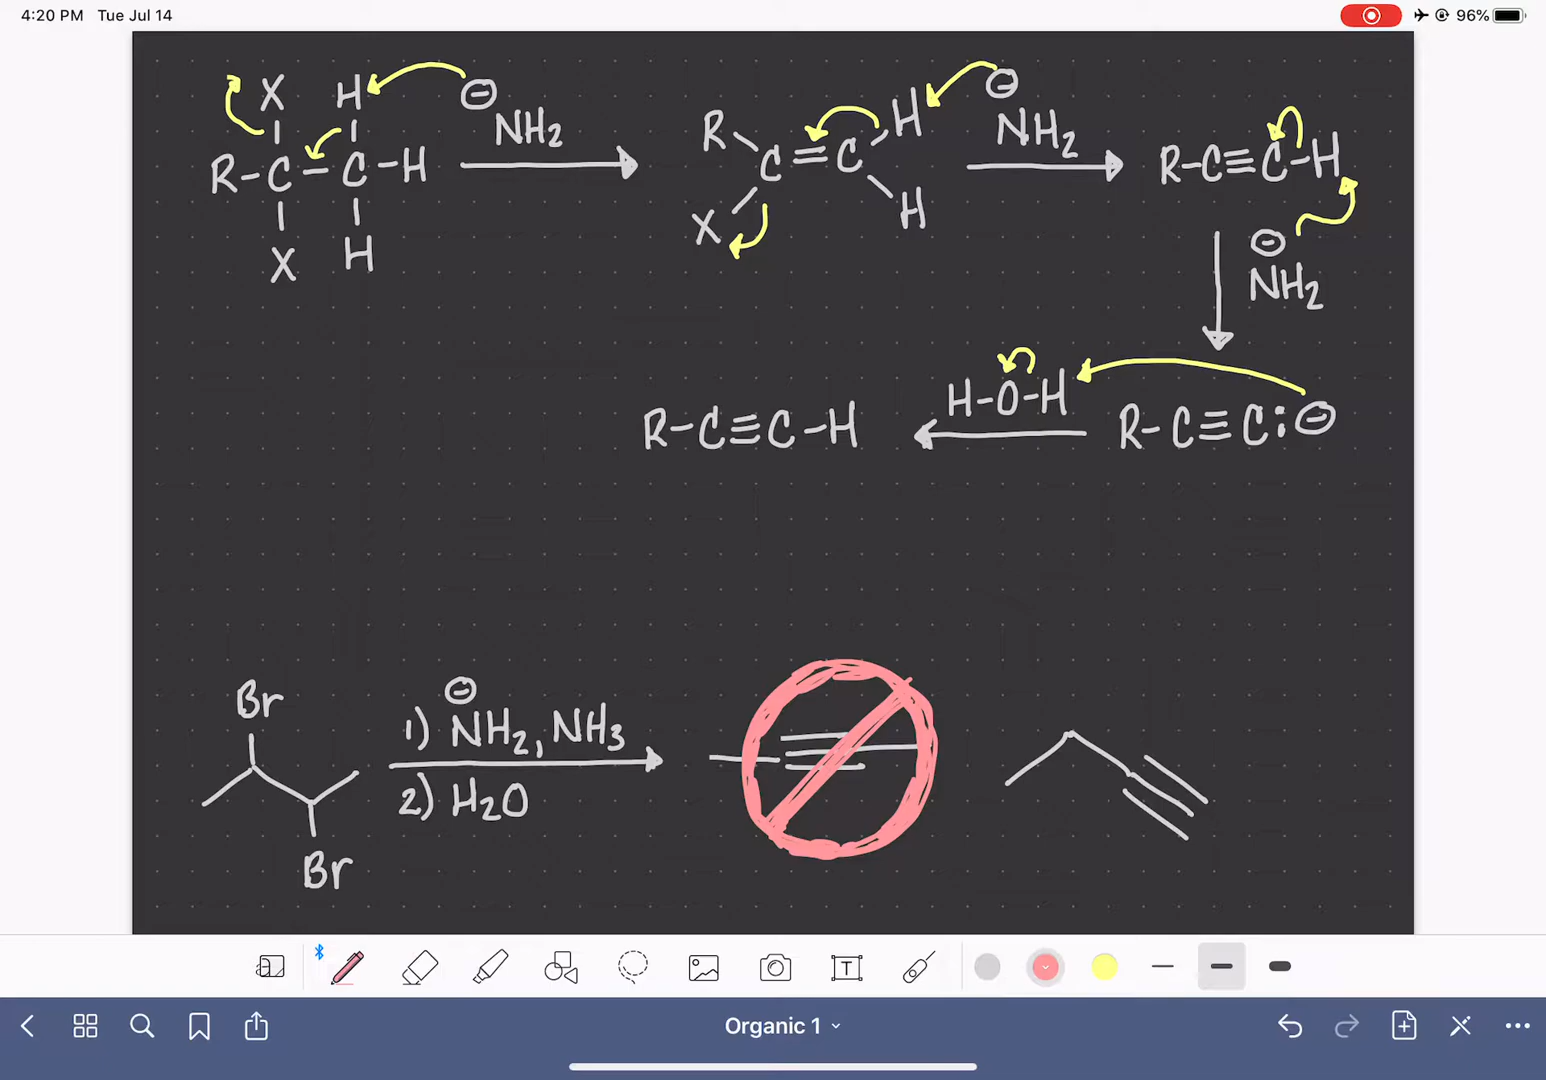 4:20 PM Tue Jul 14
96%
X H ⊖
NH2
R-C-C-H
X H
R H ⊖
NH2
C=C
X H
R-C≡C-H
⊖
NH2
H-O-H
R-C≡C-H
R-C≡C:⊖
Br
⊖
1) NH2, NH3
2) H2O
Br
T
Organic 1